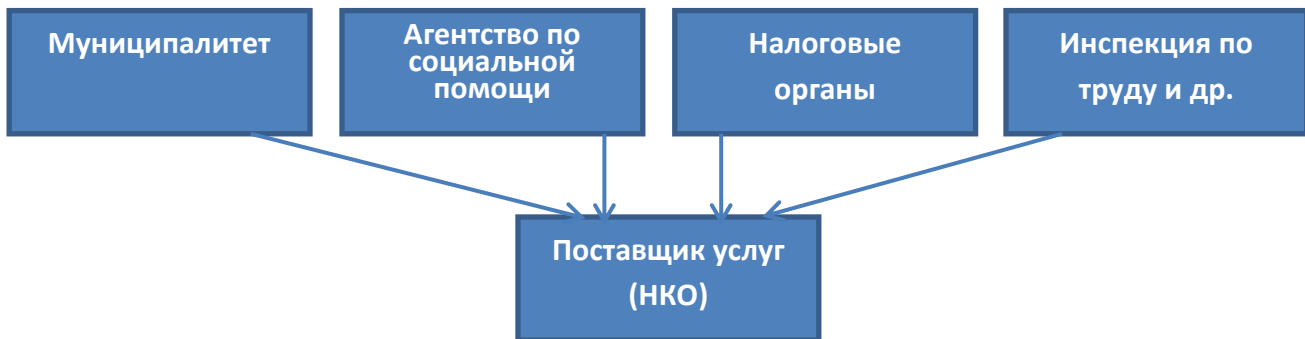 Муниципалитет
Агентство по
социальной
помощи
Налоговые
органы
Инспекция по
труду и др.
Поставщик услуг
(НКО)